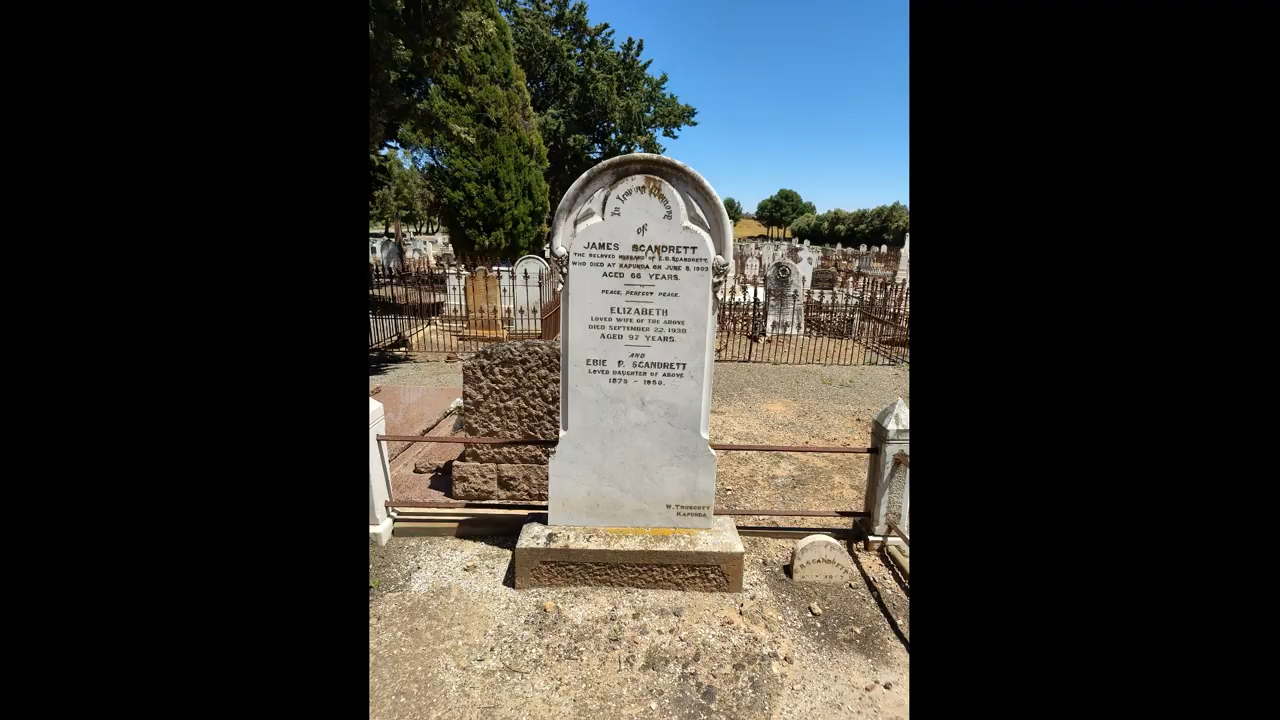 In Loving Memory
of
JAMES SCANDRETT
THE BELOVED HUSBAND OF E.B. SCANDRETT,
WHO DIED AT KAPUNDA ON JUNE 8, 1903
AGED 66 YEARS.
PEACE, PERFECT PEACE.
ELIZABETH
LOVED WIFE OF THE ABOVE
DIED SEPTEMBER 22, 1938
AGED 97 YEARS.
AND
EBIE P. SCANDRETT
LOVED DAUGHTER OF ABOVE
1879 -
W. TRUSCOTT
KAPUNDA
SCANDRETT